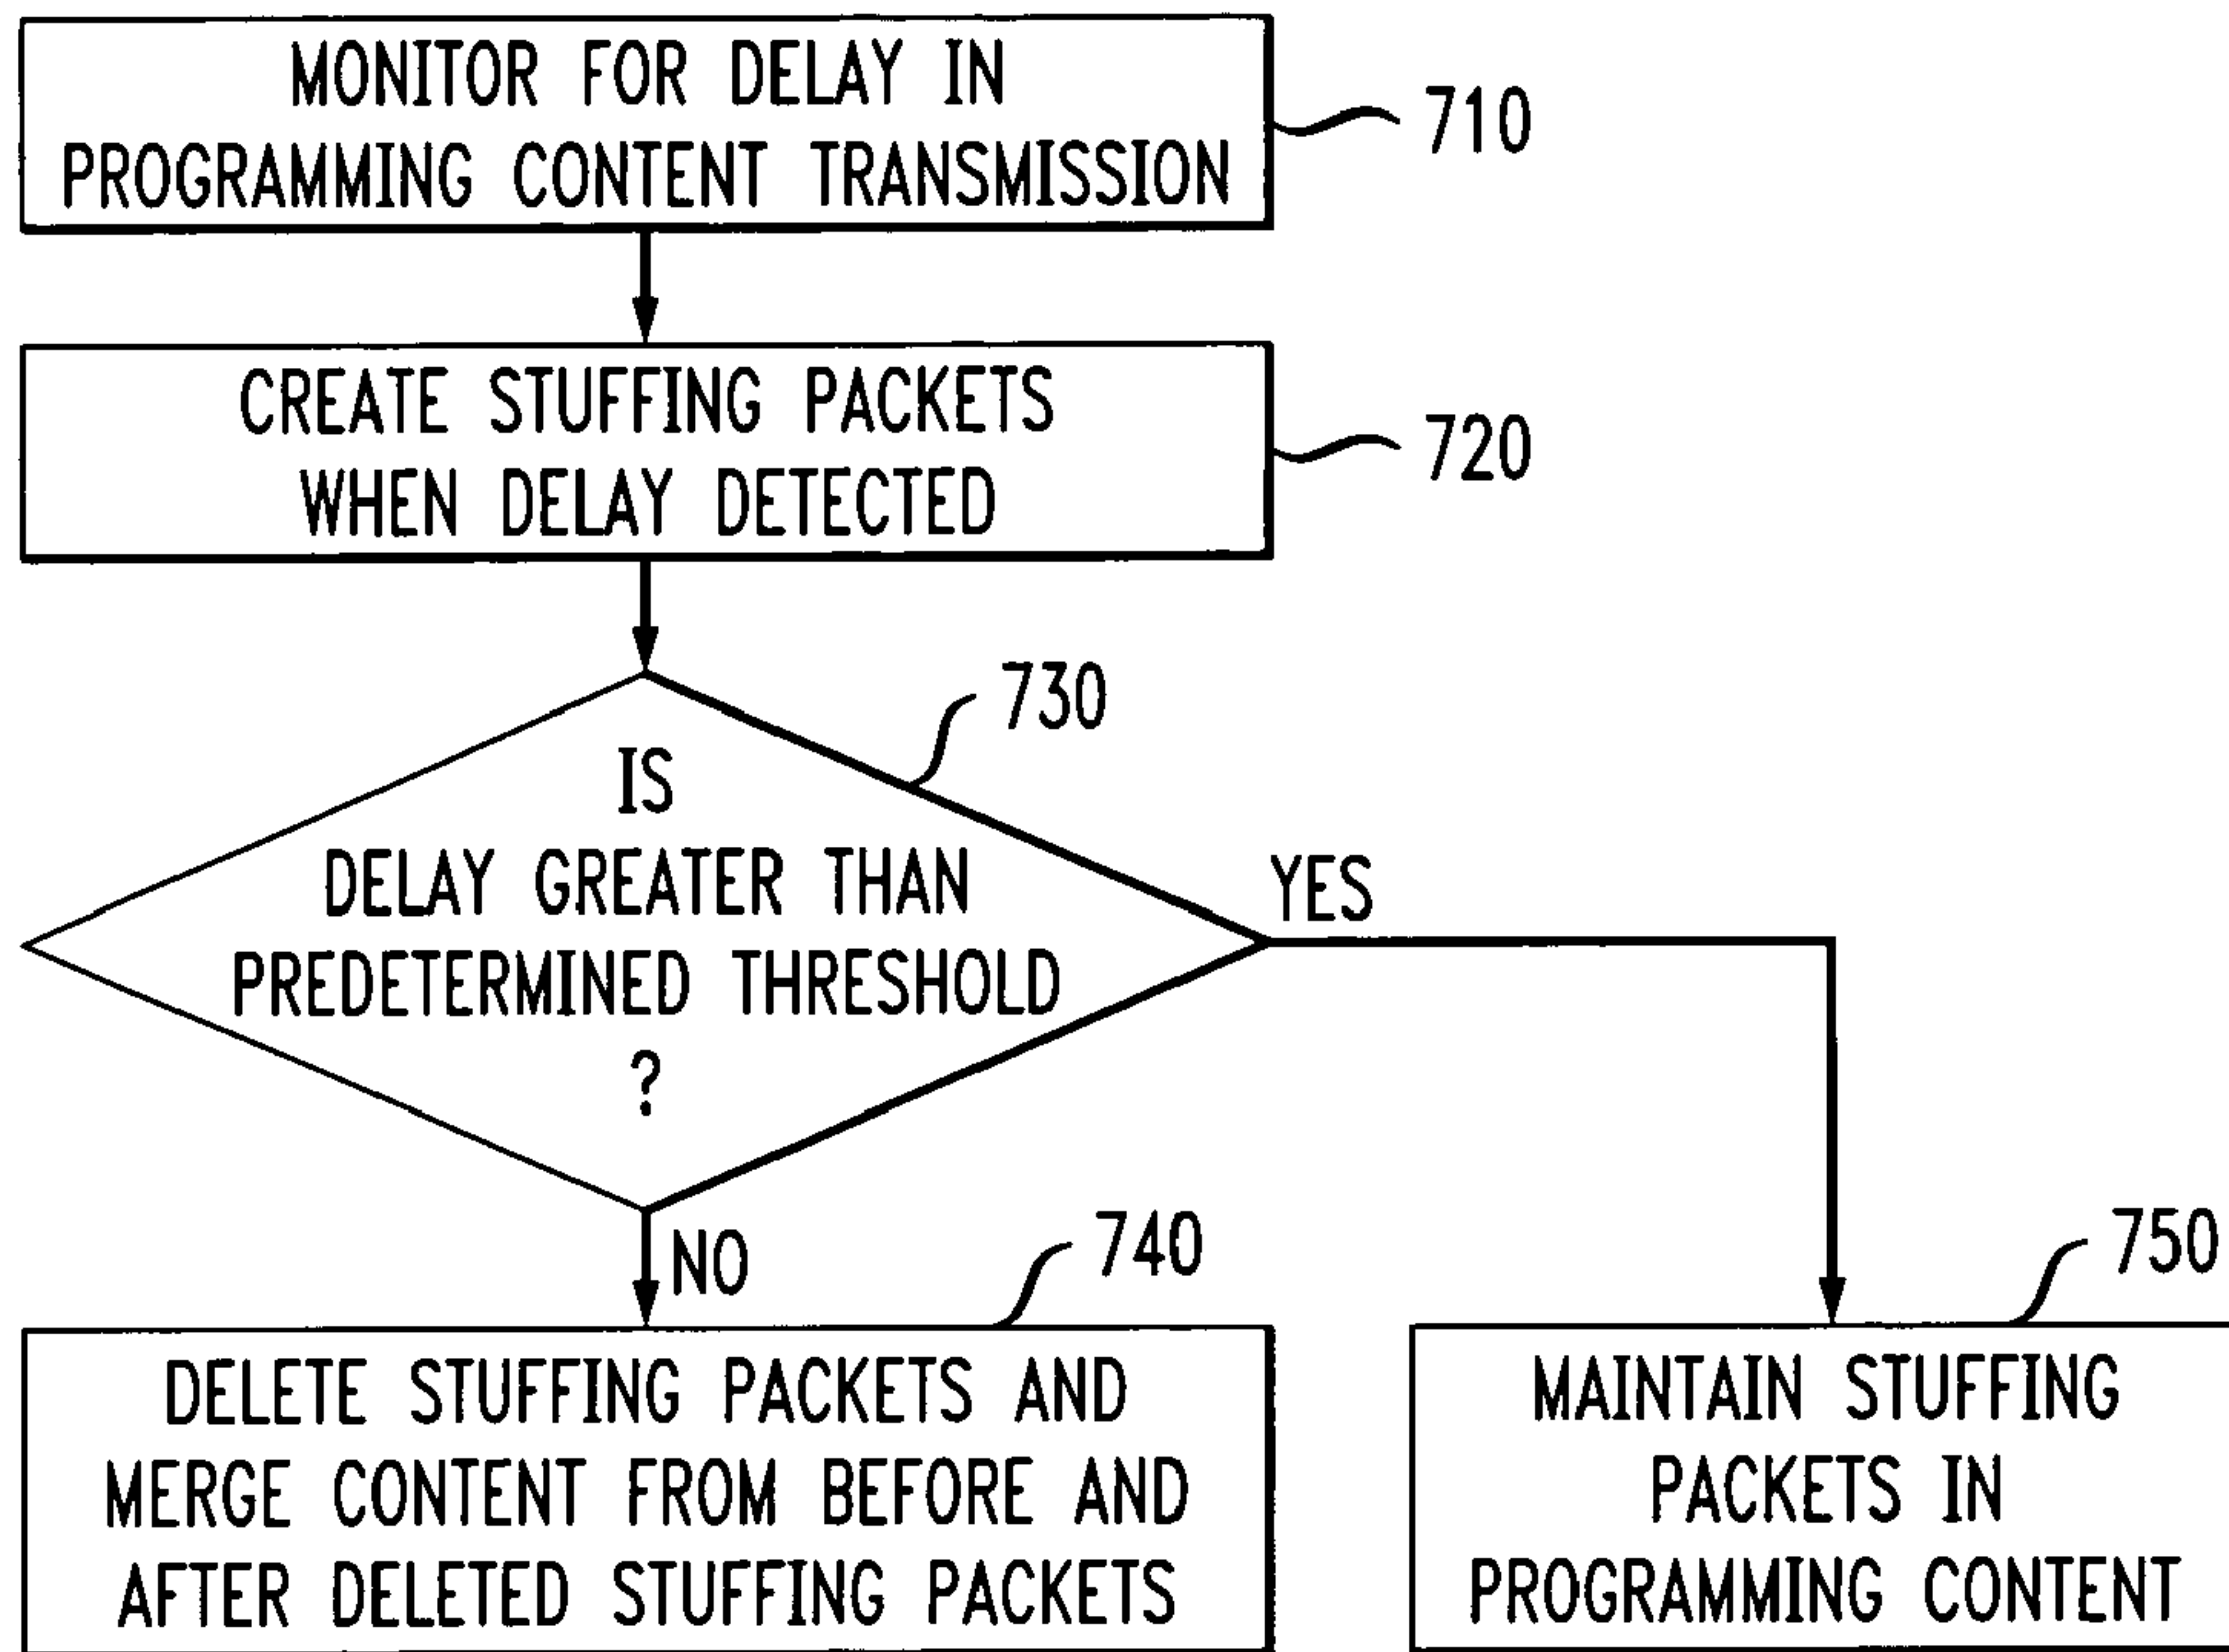 MONITOR FOR DELAY IN
PROGRAMMING CONTENT TRANSMISSION
710
CREATE STUFFING PACKETS
WHEN DELAY DETECTED
720
730
IS
DELAY GREATER THAN
PREDETERMINED THRESHOLD
?
YES
NO
740
DELETE STUFFING PACKETS AND
MERGE CONTENT FROM BEFORE AND
AFTER DELETED STUFFING PACKETS
750
MAINTAIN STUFFING
PACKETS IN
PROGRAMMING CONTENT